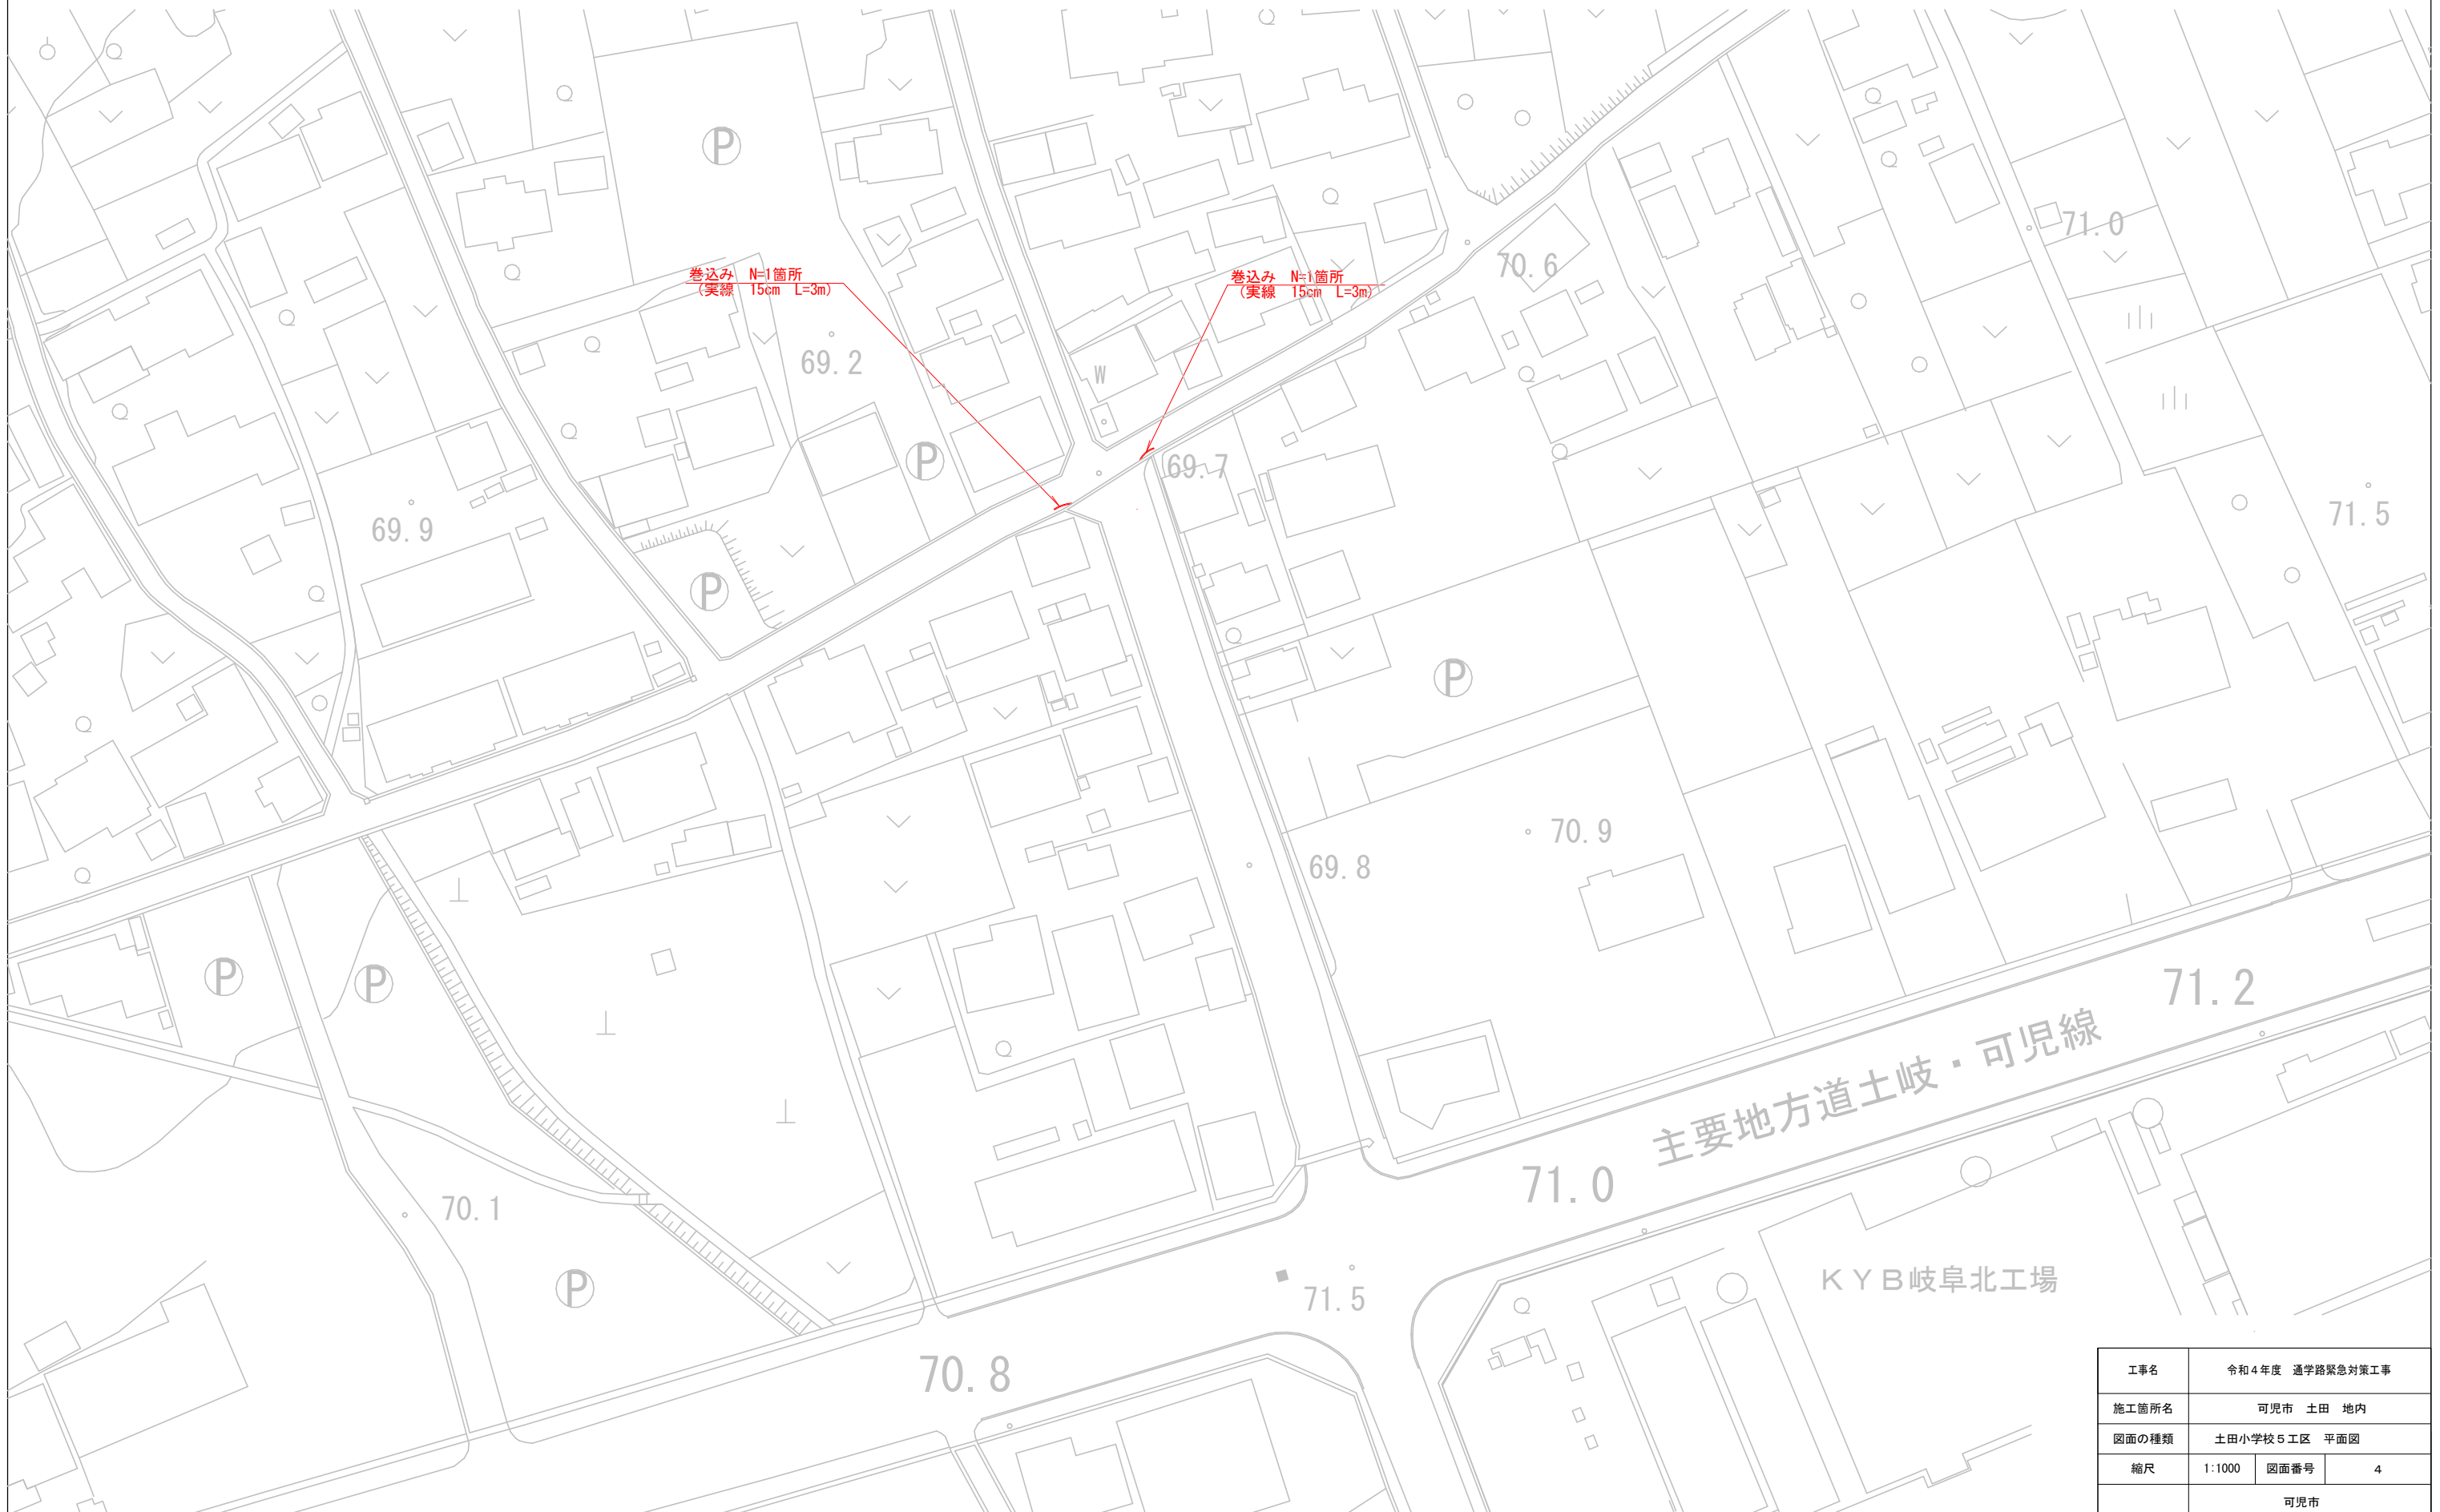 Ⓟ
71.0
70.6
巻込み　N=1箇所
（実線　15cm　L=3m）
巻込み　N=1箇所
（実線　15cm　L=3m）
69.2
W
Ⓟ
69.7
69.9
71.5
Ⓟ
Ⓟ
70.9
69.8
Ⓟ
Ⓟ
71.2
主要地方道土岐・可児線
71.0
70.1
Ⓟ
71.5
ＫＹＢ岐阜北工場
70.8
工事名　令和４年度　通学路緊急対策工事
施工箇所名　可児市　土田　地内
図面の種類　土田小学校５工区　平面図
縮尺　1:1000　図面番号　4
可児市